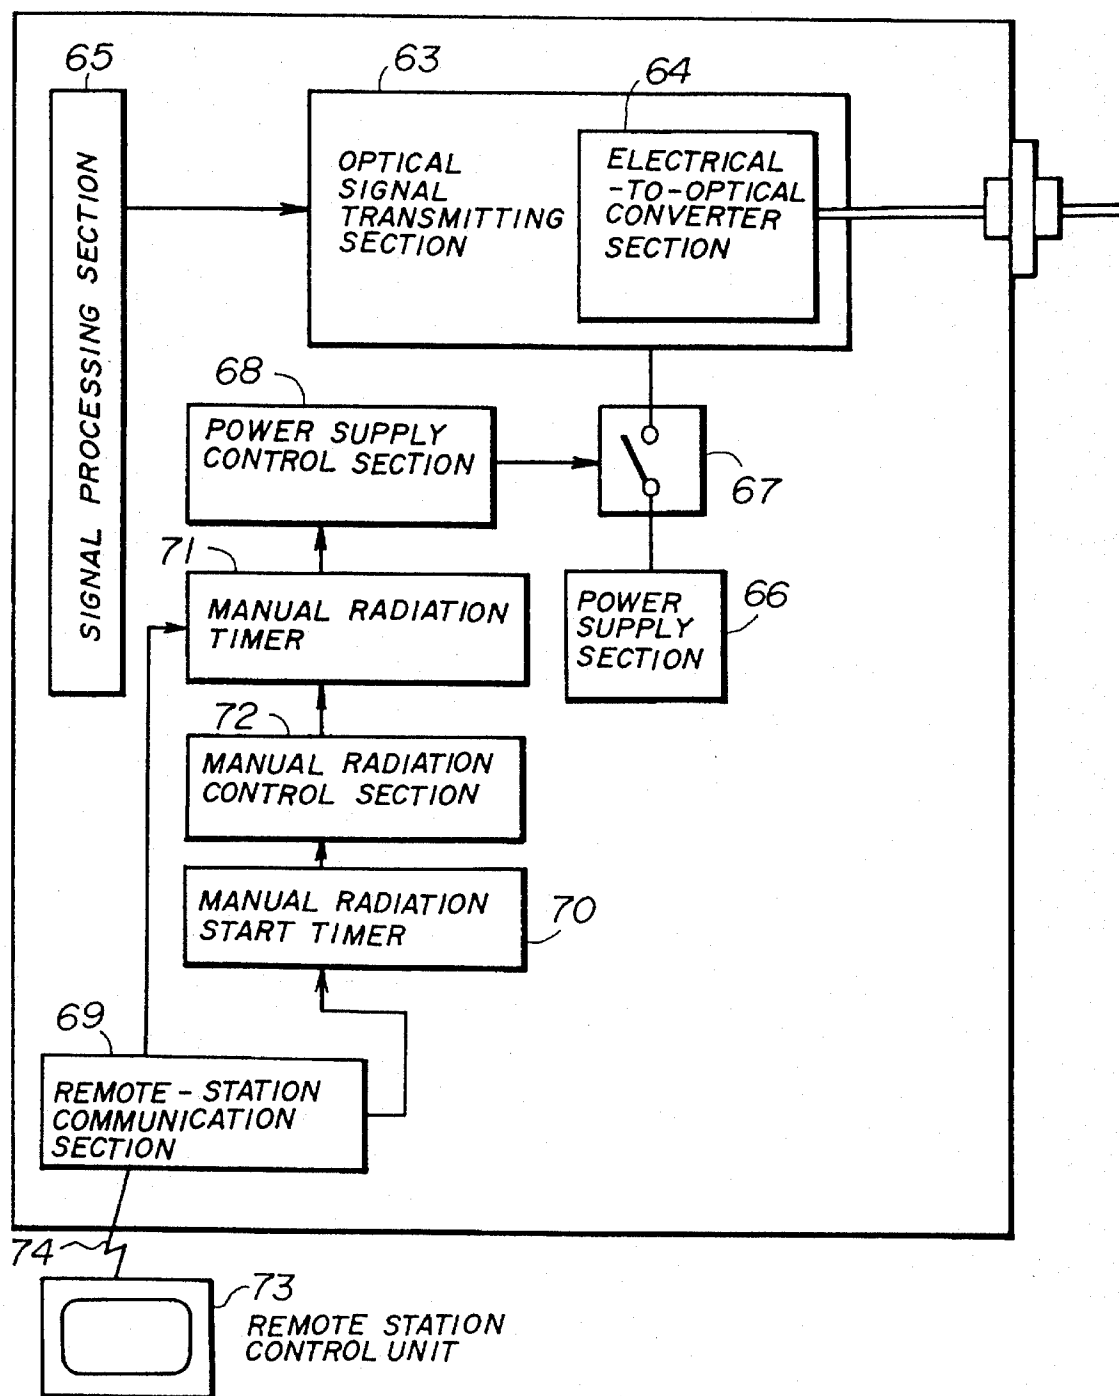 65
SIGNAL PROCESSING SECTION
63
OPTICAL
SIGNAL
TRANSMITTING
SECTION
64
ELECTRICAL
-TO-OPTICAL
CONVERTER
SECTION
68
POWER SUPPLY
CONTROL SECTION
67
71
MANUAL RADIATION
TIMER
POWER
SUPPLY
SECTION
66
72
MANUAL RADIATION
CONTROL SECTION
MANUAL RADIATION
START TIMER
70
69
REMOTE-STATION
COMMUNICATION
SECTION
74
73
REMOTE STATION
CONTROL UNIT